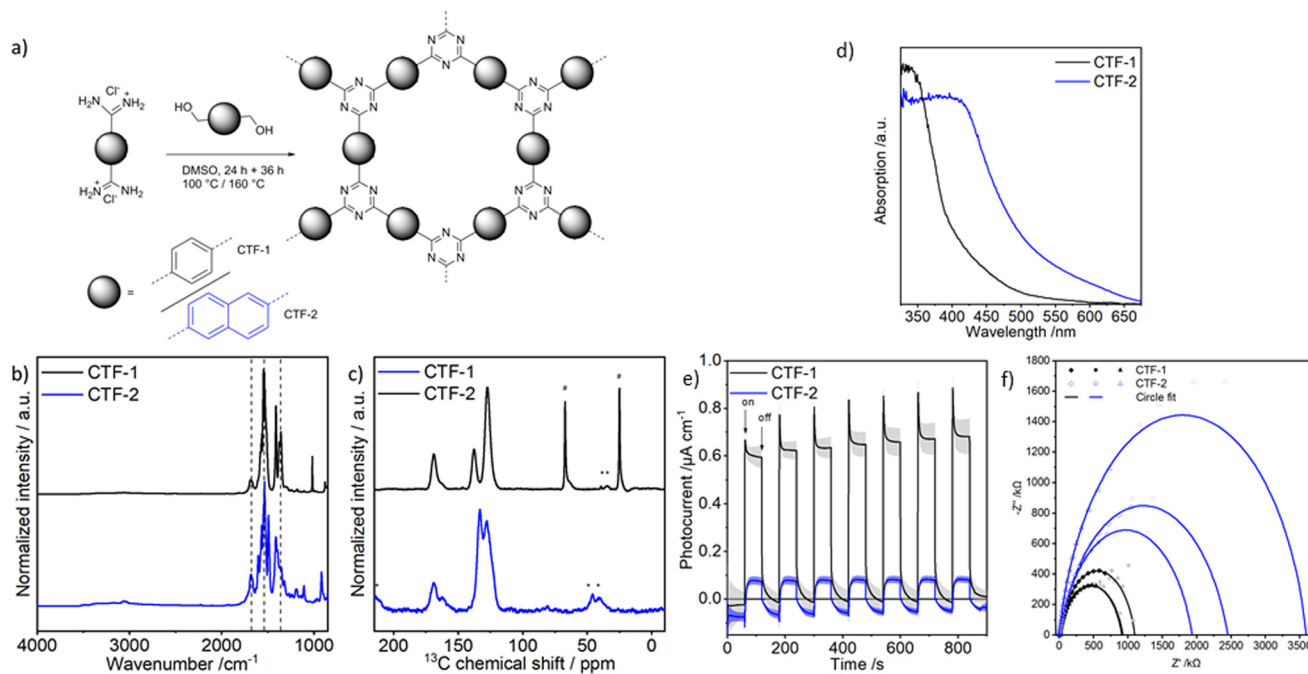 a)
Cl-
H2N
+
NH2
HO
OH
+
H2N
NH2
Cl-
DMSO, 24 h + 36 h
100 °C / 160 °C
N N N
N N N
N N N
N N N
N N N
N N N
=
CTF-1
CTF-2
b)
CTF-1
CTF-2
Normalized intensity / a.u.
4000 3000 2000 1000
Wavenumber /cm-1
c)
CTF-1
CTF-2
# #
* *
* * *
Normalized intensity / a.u.
200 150 100 50 0
13C chemical shift / ppm
d)
CTF-1
CTF-2
Absorption /a.u.
350 400 450 500 550 600 650
Wavelength /nm
e)
CTF-1
CTF-2
on
off
Photocurrent /µA cm-1
1.0
0.8
0.6
0.4
0.2
0.0
0 200 400 600 800
Time /s
f)
CTF-1
CTF-2
Circle fit
-Z'' /kΩ
1800
1600
1400
1200
1000
800
600
400
200
0
0 500 1000 1500 2000 2500 3000 3500
Z' /kΩ